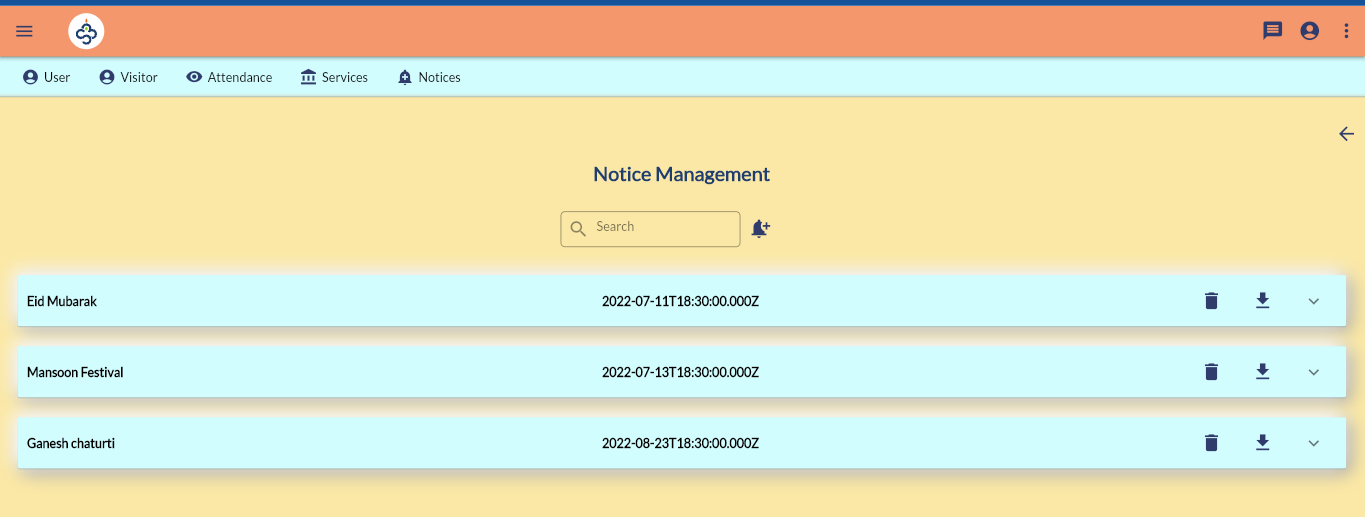 User Visitor Attendance Services Notices
Notice Management
Search
Eid Mubarak 2022-07-11T18:30:00.000Z
Mansoon Festival 2022-07-13T18:30:00.000Z
Ganesh chaturti 2022-08-23T18:30:00.000Z